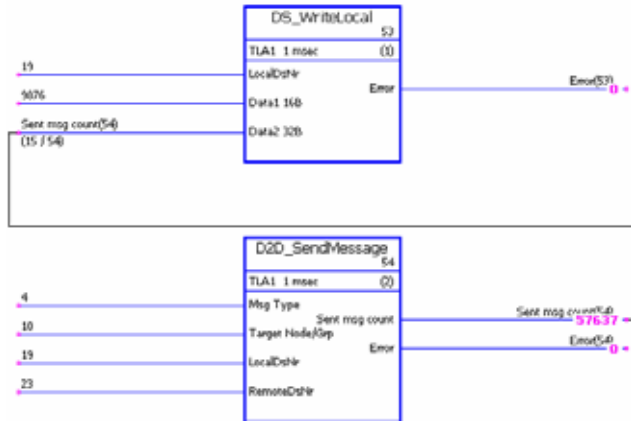 DS_WriteLocal
53
TLA1 1 msec (1)
19 LocalDsNr
Error Error(53) 0
9876 Data1 16B
Sent msg count(54) Data2 32B
(15 / 54)
D2D_SendMessage
54
TLA1 1 msec (2)
4 Msg Type
Sent msg count Sent msg count(54) 57637
10 Target Node/Grp
Error Error(54) 0
19 LocalDsNr
23 RemoteDsNr